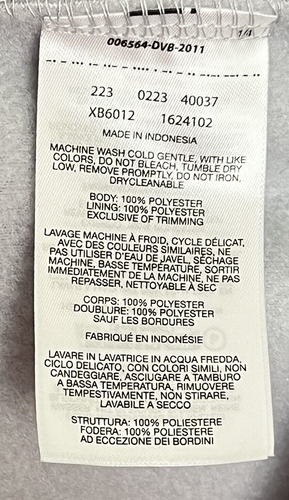 006564-DVB-2011
1/4
223 0223 40037
XB6012 1624102
MADE IN INDONESIA
MACHINE WASH COLD GENTLE, WITH LIKE
COLORS, DO NOT BLEACH, TUMBLE DRY
LOW, REMOVE PROMPTLY, DO NOT IRON,
DRYCLEANABLE
BODY: 100% POLYESTER
LINING: 100% POLYESTER
EXCLUSIVE OF TRIMMING
LAVAGE MACHINE À FROID, CYCLE DÉLICAT,
AVEC DES COULEURS SIMILAIRES, NE
PAS UTILISER D'EAU DE JAVEL, SÉCHAGE
MACHINE, BASSE TEMPÉRATURE, SORTIR
IMMÉDIATEMENT DE LA MACHINE, NE PAS
REPASSER, NETTOYABLE À SEC
CORPS: 100% POLYESTER
DOUBLURE: 100% POLYESTER
SAUF LES BORDURES
FABRIQUÉ EN INDONÉSIE
LAVARE IN LAVATRICE IN ACQUA FREDDA,
CICLO DELICATO, CON COLORI SIMILI, NON
CANDEGGIARE, ASCIUGARE A TAMBURO
A BASSA TEMPERATURA, RIMUOVERE
TEMPESTIVAMENTE, NON STIRARE,
LAVABILE A SECCO
STRUTTURA: 100% POLIESTERE
FODERA: 100% POLIESTERE
AD ECCEZIONE DEI BORDINI